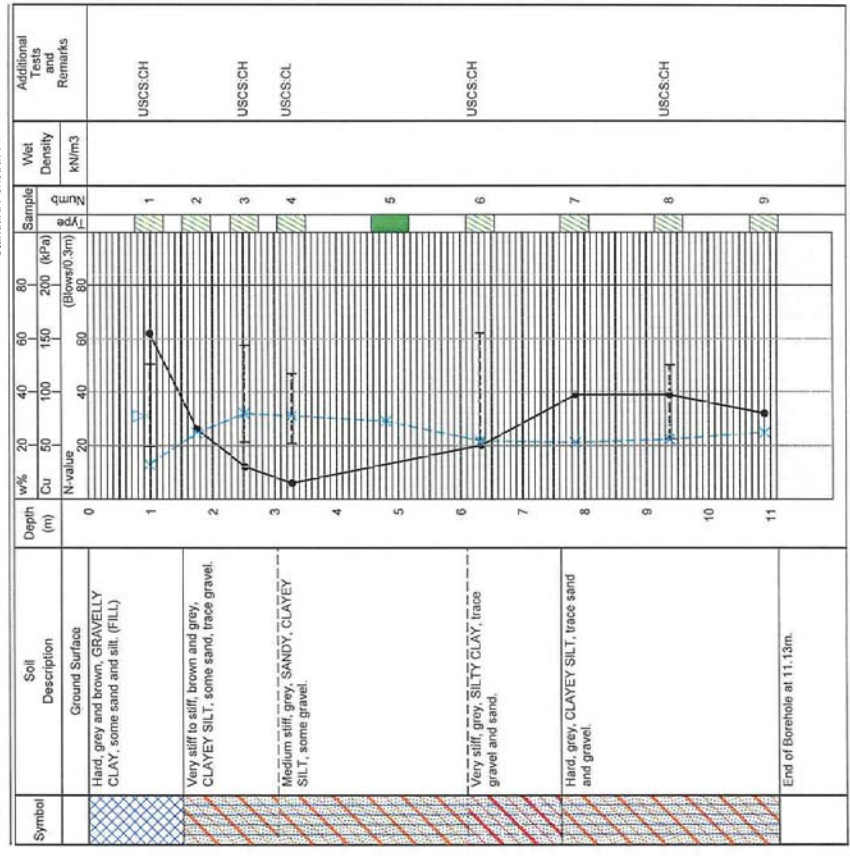 Symbol
Soil
Description
Depth
(m)
w%
20
40
60
80
Cu
50
100
150
200
(kPa)
N-value
20
40
60
80
(Blows/0.3m)
Sample
Type
Numb
Wet
Density
kN/m3
Additional
Tests
and
Remarks
Ground Surface
Hard, grey and brown, GRAVELLY
CLAY, some sand and silt. (FILL)
Very stiff to stiff, brown and grey,
CLAYEY SILT, some sand, trace gravel.
Medium stiff, grey, SANDY, CLAYEY
SILT, some gravel.
Very stiff, grey, SILTY CLAY, trace
gravel and sand.
Hard, grey, CLAYEY SILT, trace sand
and gravel.
End of Borehole at 11.13m.
0
1
2
3
4
5
6
7
8
9
10
11
1
2
3
4
5
6
7
8
9
USCS:CH
USCS:CH
USCS:CL
USCS:CH
USCS:CH